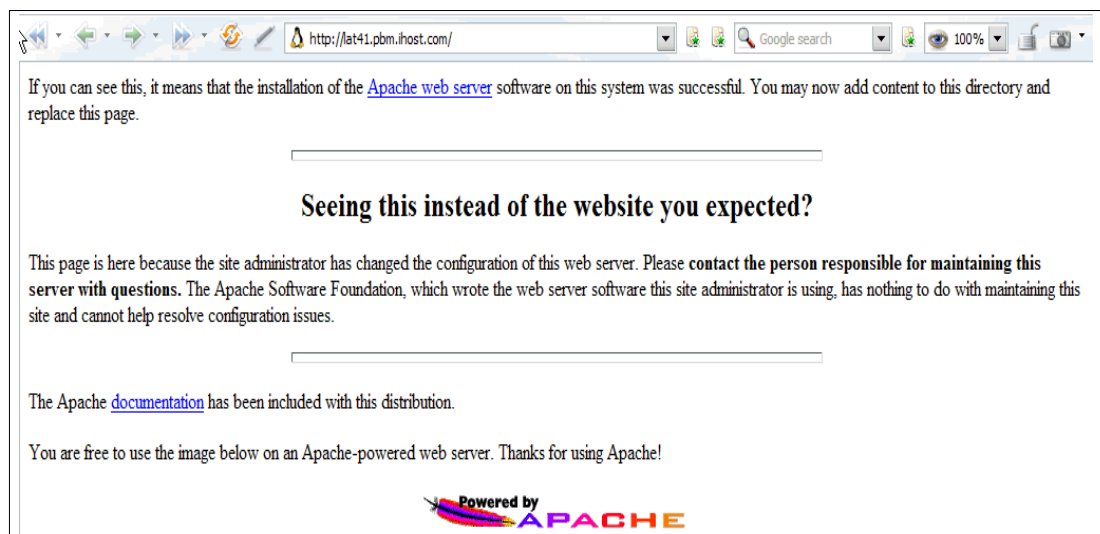 http://lat41.pbm.ihost.com/ Google search 100%
If you can see this, it means that the installation of the Apache web server software on this system was successful. You may now add content to this directory and
replace this page.
Seeing this instead of the website you expected?
This page is here because the site administrator has changed the configuration of this web server. Please contact the person responsible for maintaining this
server with questions. The Apache Software Foundation, which wrote the web server software this site administrator is using, has nothing to do with maintaining this
site and cannot help resolve configuration issues.
The Apache documentation has been included with this distribution.
You are free to use the image below on an Apache-powered web server. Thanks for using Apache!
Powered by
APACHE